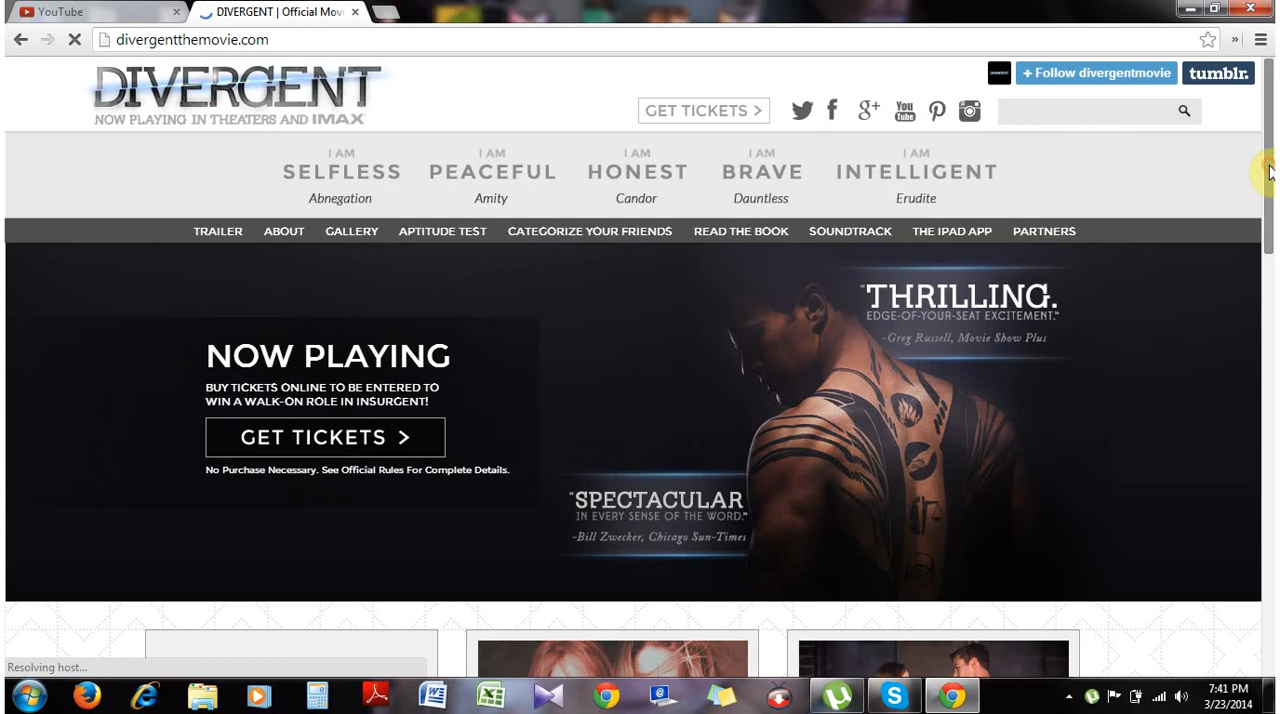 YouTube
DIVERGENT | Official Movi
divergentthemovie.com
DIVERGENT
NOW PLAYING IN THEATERS AND IMAX
+ Follow divergentmovie
tumblr.
GET TICKETS >
You
Tube
I AM
SELFLESS
Abnegation
I AM
PEACEFUL
Amity
I AM
HONEST
Candor
I AM
BRAVE
Dauntless
I AM
INTELLIGENT
Erudite
TRAILER ABOUT GALLERY APTITUDE TEST CATEGORIZE YOUR FRIENDS READ THE BOOK SOUNDTRACK THE IPAD APP PARTNERS
"THRILLING.
EDGE-OF-YOUR-SEAT EXCITEMENT."
-Greg Russell, Movie Show Plus
NOW PLAYING
BUY TICKETS ONLINE TO BE ENTERED TO
WIN A WALK-ON ROLE IN INSURGENT!
GET TICKETS >
No Purchase Necessary. See Official Rules For Complete Details.
"SPECTACULAR
IN EVERY SENSE OF THE WORD."
-Bill Zwecker, Chicago Sun-Times
Resolving host...
7:41 PM
3/23/2014